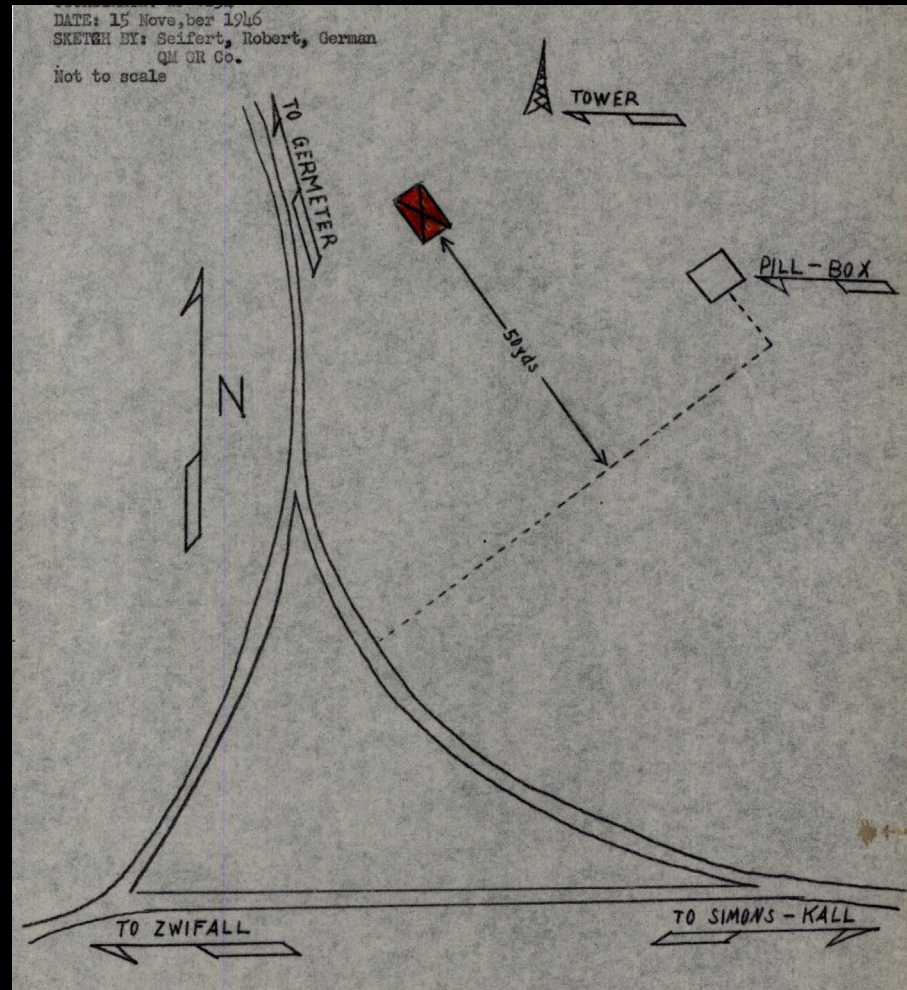 DATE: 15 Nove,ber 1946
SKETCH BY: Seifert, Robert, German
QM GR Co.
Not to scale
TOWER
TO GERMETER
PILL-BOX
50yds
N
TO ZWIFALL
TO SIMONS-KALL